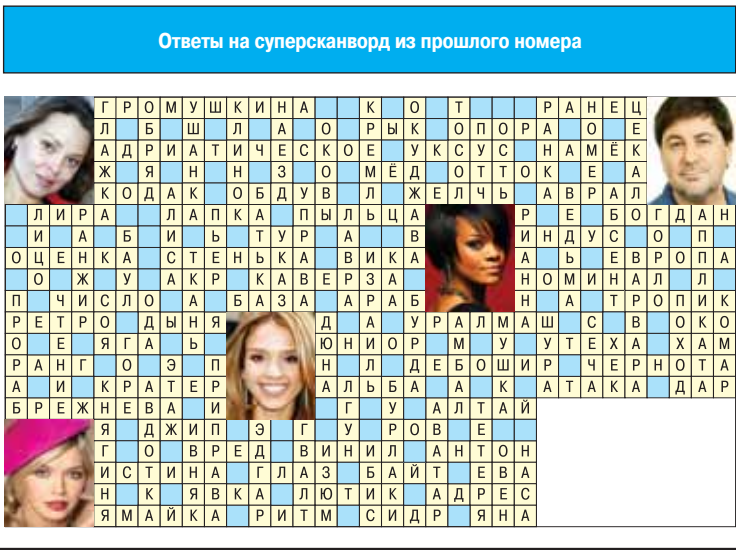 Ответы на суперсканворд из прошлого номера
ГРОМУШКИНА К О Т РАНЕЦ
Л Б Ш Л А О РЫК ОПОРА О Е
АДРИАТИЧЕСКОЕ УКСУС НАМЁК
Ж Я Н Н З О МЁД ОТТОК Е А
КОДАК ОБДУВ Л ЖЕЛЧЬ АВРАЛ
ЛИРА ЛАПКА ПЫЛЬЦА Р Е БОГДАН
И А Б И Ь ТУР А В ИНДУС О П
ОЦЕНКА СТЕНЬКА ВИКА А Ь ЕВРОПА
О Ж У АКР КАВЕРЗА НОМИНАЛ Л
П ЧИСЛО А БАЗА АРАБ Н А ТРОПИК
РЕТРО ДЫНЯ Д А УРАЛМАШ С В ОКО
О Е ЯГА Ь ЮНИОР М У УТЕХА ХАМ
РАНГ О Э П Н Л ДЕБОШИР ЧЕРНОТА
А И КРАТЕР АЛЬБА А К АТАКА ДАР
БРЕЖНЕВА И Г У АЛТАЙ
Я ДЖИП Э Г У РОВ Е
Г О ВРЕД ВИНИЛ АНТОН
ИСТИНА ГЛАЗ БАЙТ ЕВА
Н К ЯВКА ЛЮТИК АДРЕС
ЯМАЙКА РИТМ СИДР ЯНА